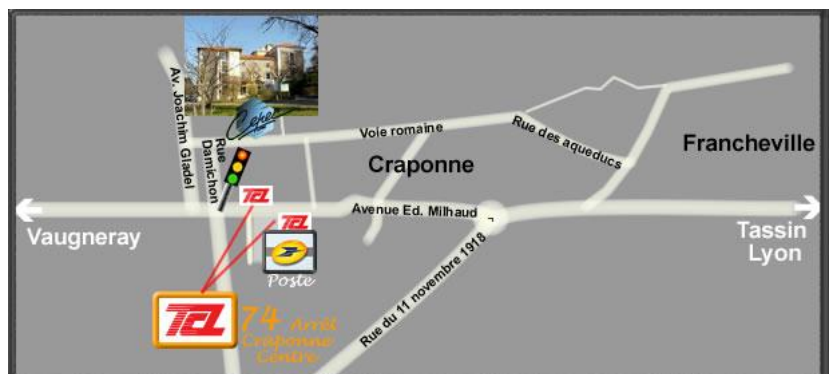 Av. Joachim Gladel
Rue
Damichon
Voie romaine
Rue des aqueducs
Craponne
Francheville
TCL
Avenue Ed. Milhaud
TCL
Vaugneray
Tassin
Lyon
Poste
Rue du 11 novembre 1918
TCL
74 Arrêt
Craponne
Centre